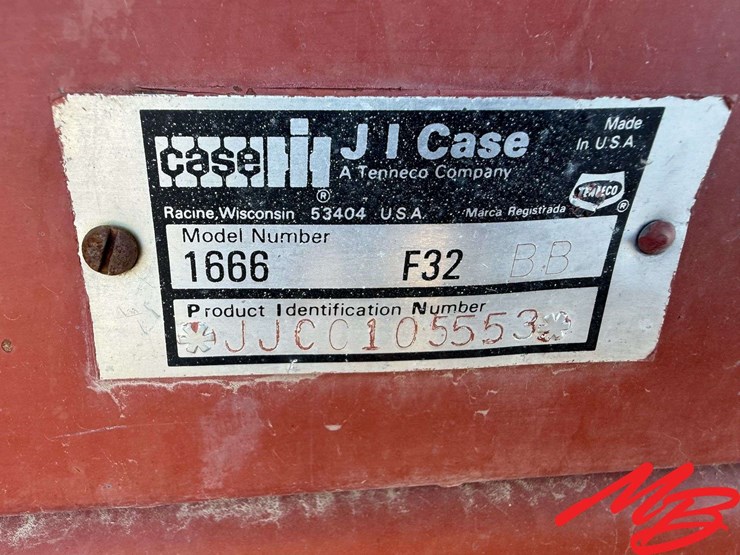 case IH
J I Case
A Tenneco Company
Made
In U.S.A.
TENNECO
®
®
Racine, Wisconsin 53404 U.S.A.
Marca Registrada
Model Number
1666 F32 BB
Product Identification Number
*JJC0105553*
MB